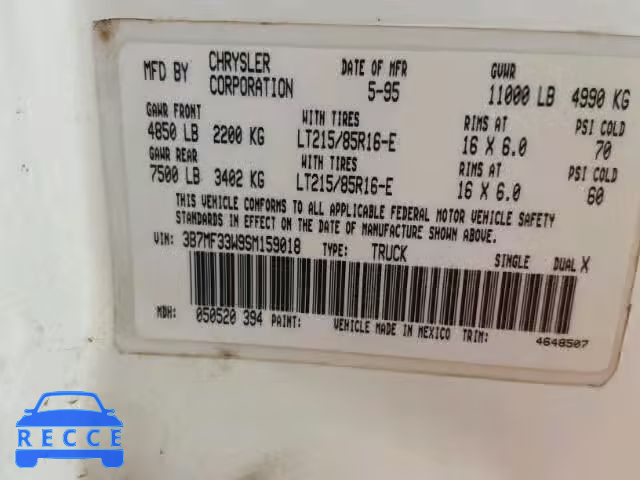 MFD BY CHRYSLER CORPORATION DATE OF MFR 5-95 GVWR 11000 LB 4990 KG
GAWR FRONT WITH TIRES RIMS AT PSI COLD
4850 LB 2200 KG LT215/85R16-E 16 X 6.0 70
GAWR REAR WITH TIRES RIMS AT PSI COLD
7500 LB 3402 KG LT215/85R16-E 16 X 6.0 60
THIS VEHICLE CONFORMS TO ALL APPLICABLE FEDERAL MOTOR VEHICLE SAFETY
STANDARDS IN EFFECT ON THE DATE OF MANUFACTURE SHOWN ABOVE.
VIN: 3B7MF33W9SM159018 TYPE: TRUCK SINGLE DUAL X
MDH: 050520 394 PAINT: VEHICLE MADE IN MEXICO TRIM:
4648507
RECCE